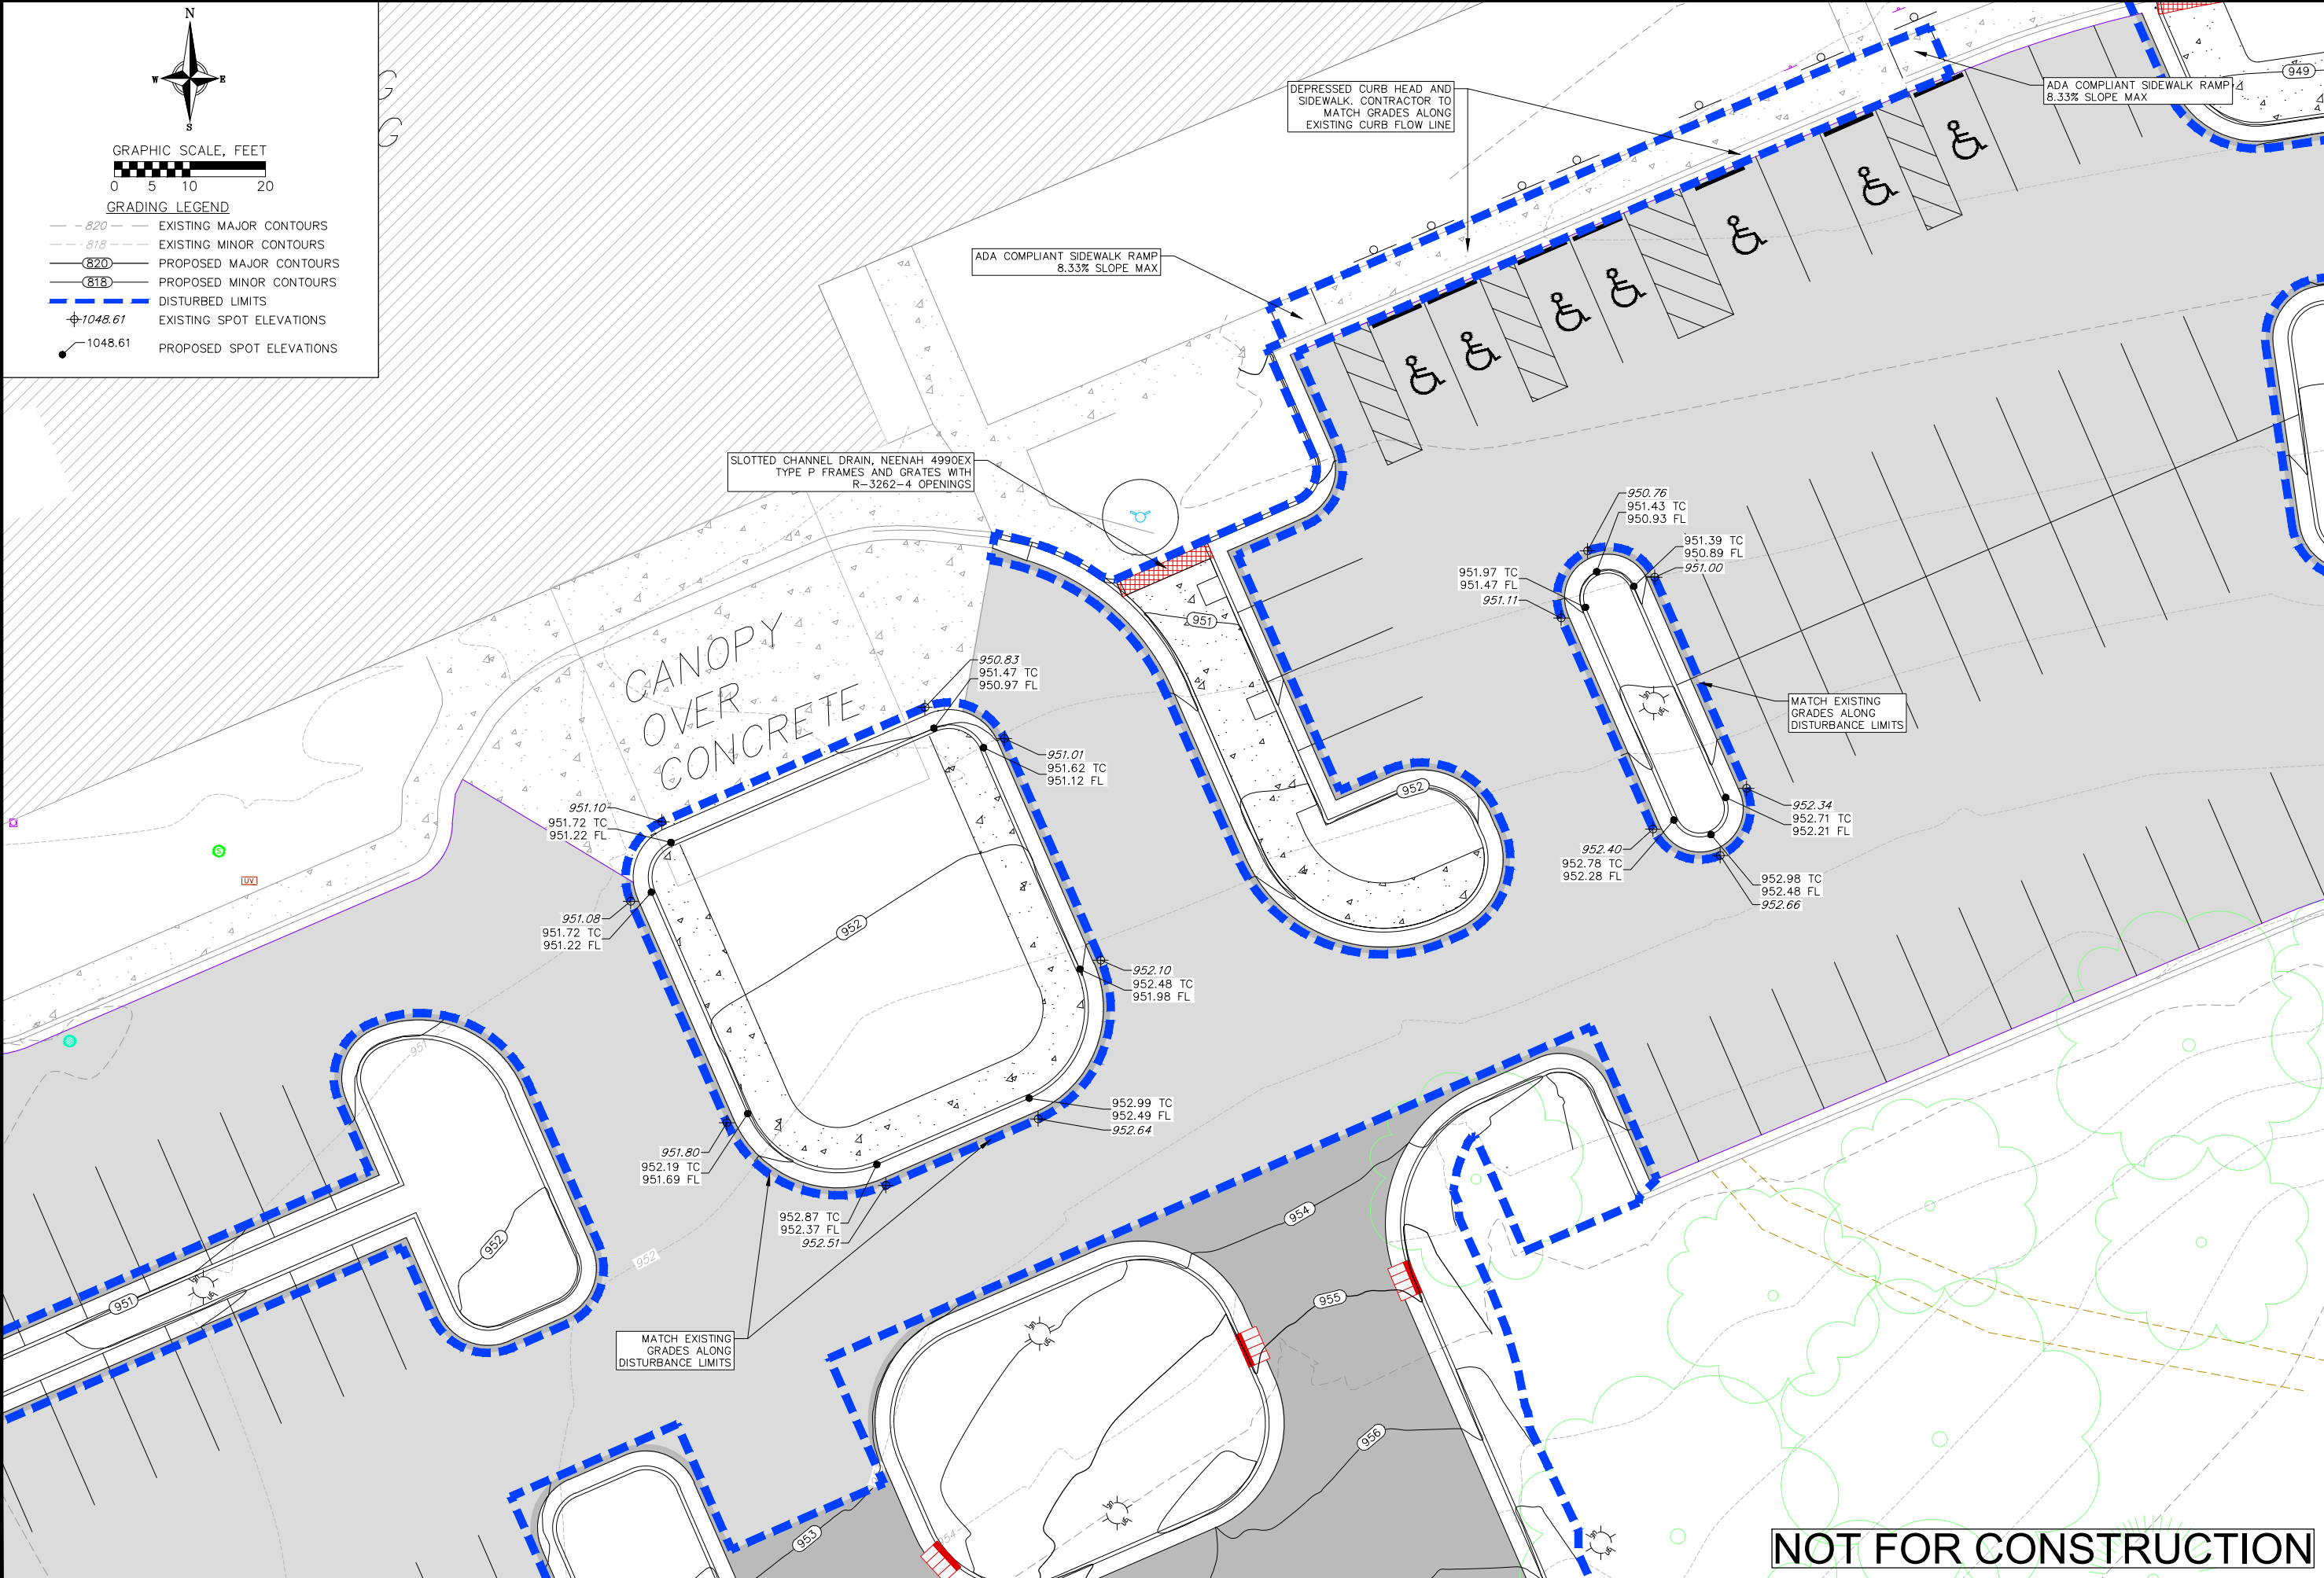 N
W
E
S
GRAPHIC SCALE, FEET
0 5 10 20
GRADING LEGEND
820
EXISTING MAJOR CONTOURS
818
EXISTING MINOR CONTOURS
820
PROPOSED MAJOR CONTOURS
818
PROPOSED MINOR CONTOURS
DISTURBED LIMITS
1048.61
EXISTING SPOT ELEVATIONS
1048.61
PROPOSED SPOT ELEVATIONS
G
G
DEPRESSED CURB HEAD AND
SIDEWALK. CONTRACTOR TO
MATCH GRADES ALONG
EXISTING CURB FLOW LINE
ADA COMPLIANT SIDEWALK RAMP
8.33% SLOPE MAX
949
ADA COMPLIANT SIDEWALK RAMP
8.33% SLOPE MAX
SLOTTED CHANNEL DRAIN, NEENAH 4990EX
TYPE P FRAMES AND GRATES WITH
R-3262-4 OPENINGS
950.76
951.43 TC
950.93 FL
951.39 TC
950.89 FL
951.00
951.97 TC
951.47 FL
951.11
951
CANOPY
OVER
CONCRETE
950.83
951.47 TC
950.97 FL
951.01
951.62 TC
951.12 FL
MATCH EXISTING
GRADES ALONG
DISTURBANCE LIMITS
952
951.10
951.72 TC
951.22 FL
952.34
952.71 TC
952.21 FL
952.40
952.78 TC
952.28 FL
952.98 TC
952.48 FL
952.66
UV
951.08
951.72 TC
951.22 FL
952
952.10
952.48 TC
951.98 FL
951
952.99 TC
952.49 FL
952.64
951.80
952.19 TC
951.69 FL
952.87 TC
952.37 FL
952.51
954
952
952
951
955
MATCH EXISTING
GRADES ALONG
DISTURBANCE LIMITS
956
953
954
NOT FOR CONSTRUCTION